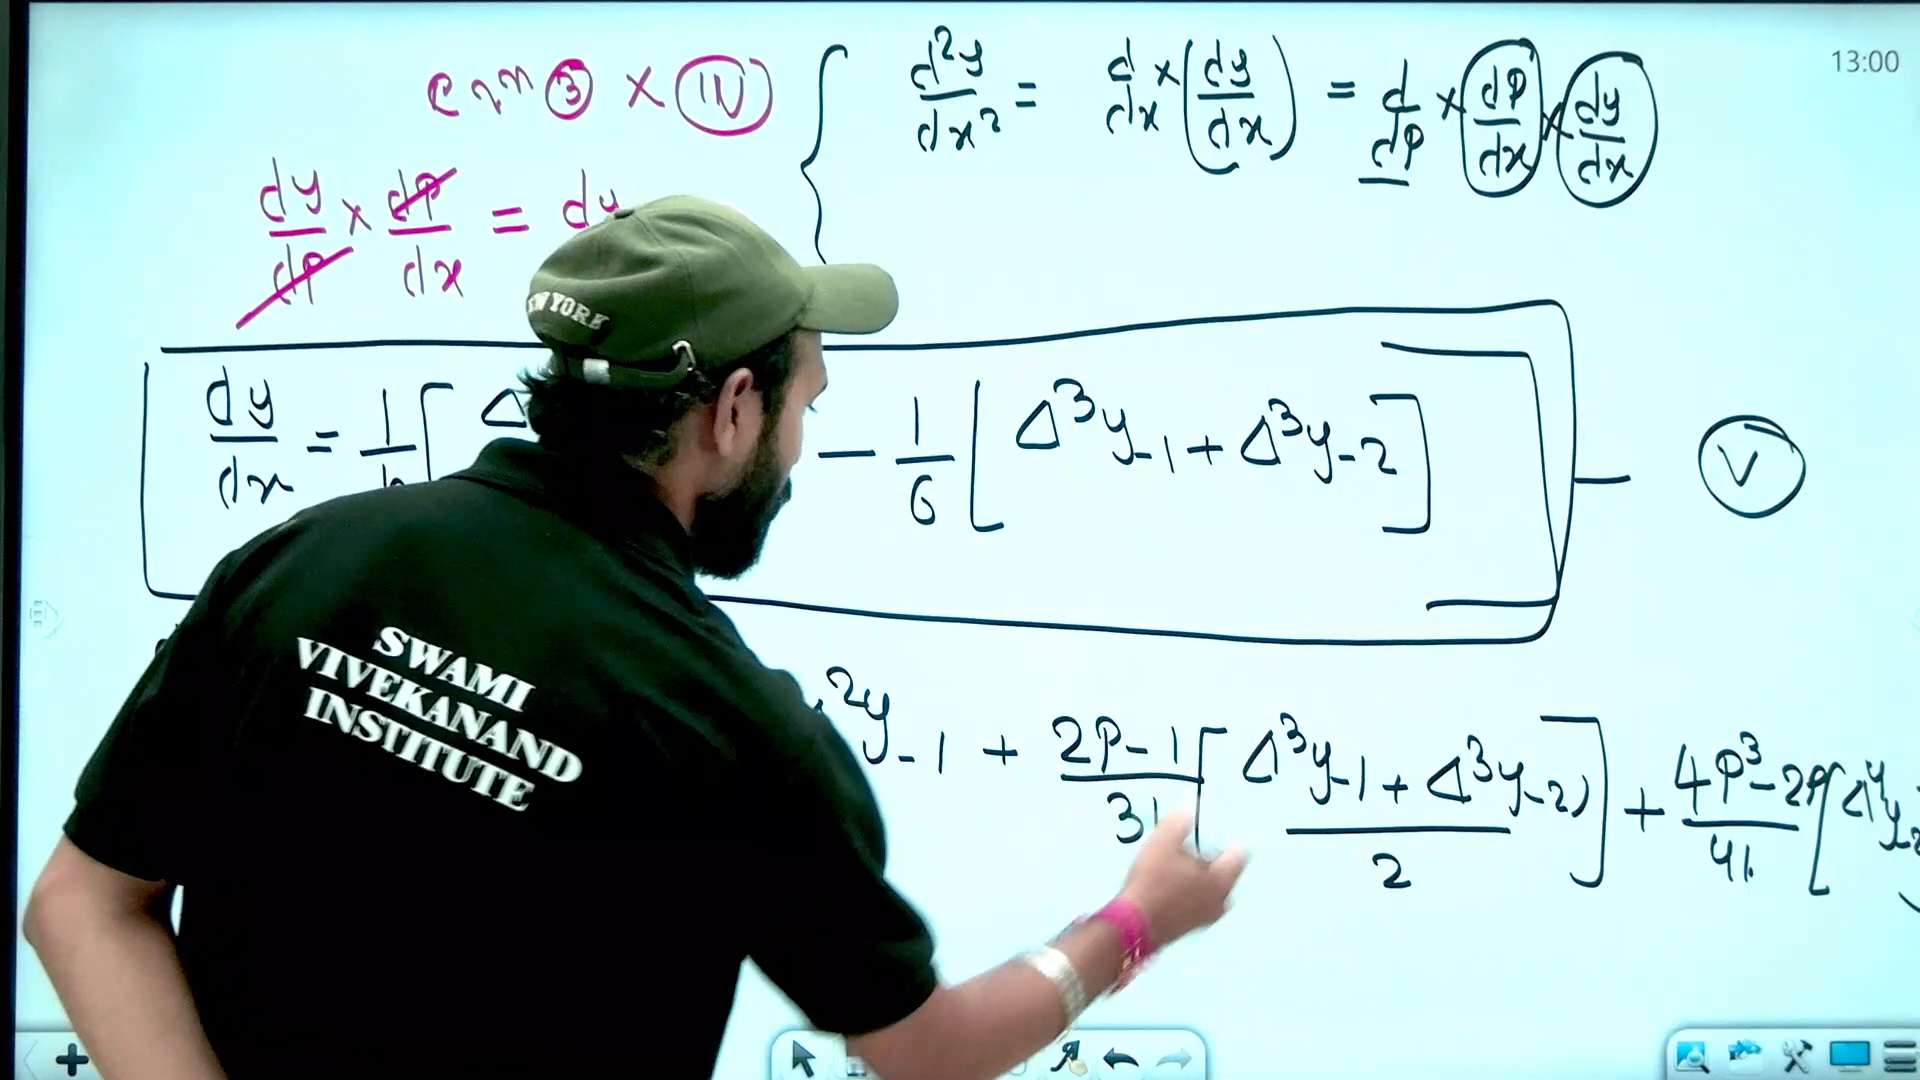 eqn ③ × IV
d²y/dx² = d/dx × (dy/dx) = d/dP × dP/dx × dy/dx
13:00
dy/dP × dP/dx =
NEW YORK
dy/dx = 1/h [ Δ
- 1/6 [ Δ³y-1 + Δ³y-2 ]
V
SWAMI
VIVEKANAND
INSTITUTE
²y-1 + 2P-1/3! [ Δ³y-1 + Δ³y-2 / 2 ] + 4P³-2P/4! [